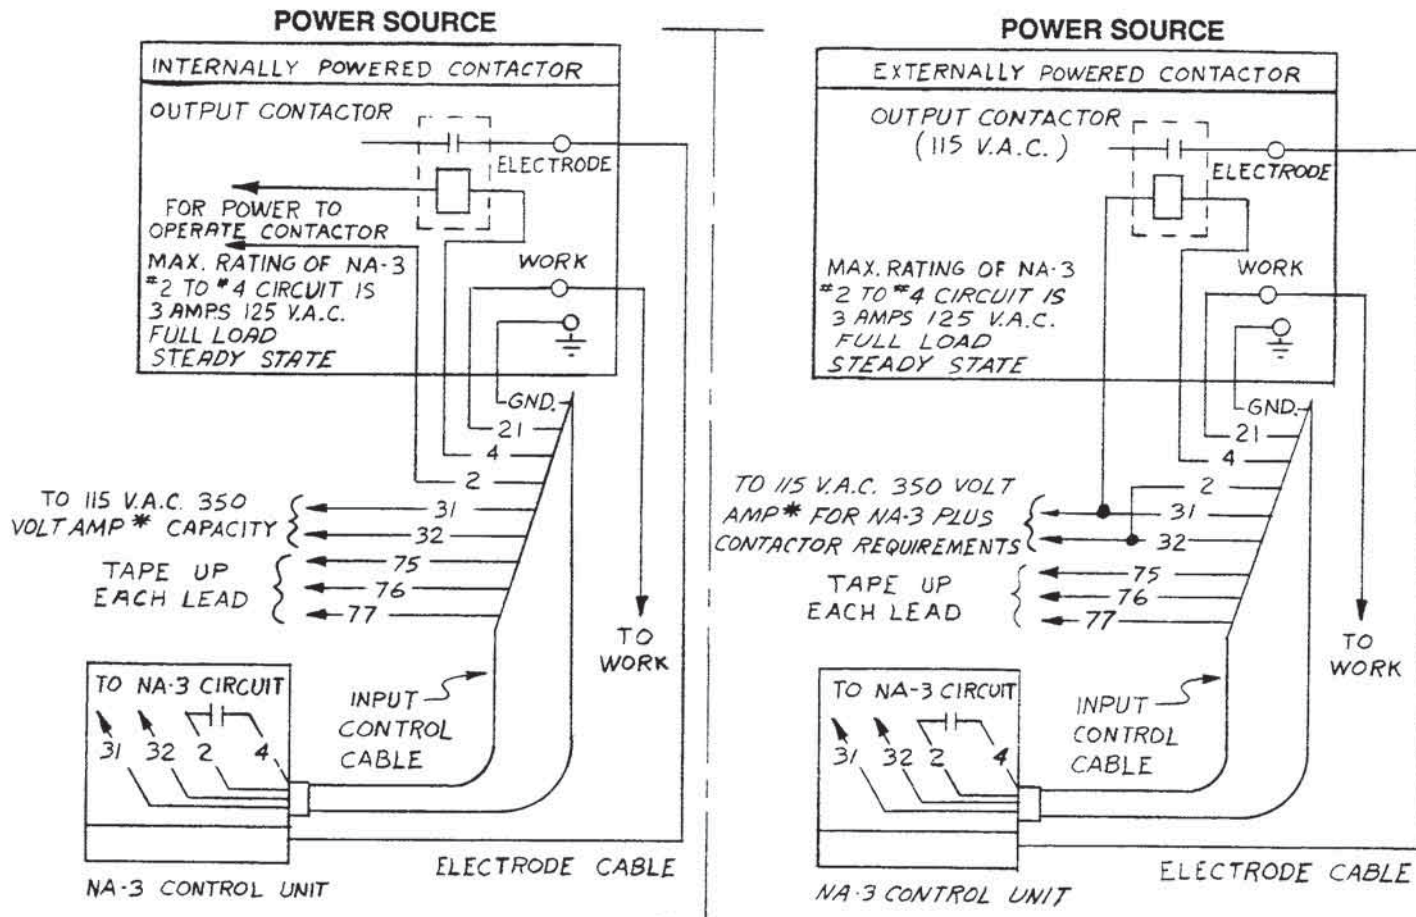 POWER SOURCE
INTERNALLY POWERED CONTACTOR
OUTPUT CONTACTOR
ELECTRODE
FOR POWER TO
OPERATE CONTACTOR
MAX. RATING OF NA-3
#2 TO #4 CIRCUIT IS
3 AMPS 125 V.A.C.
FULL LOAD
STEADY STATE
WORK
GND.
21
4
2
31
32
75
76
77
TO 115 V.A.C. 350
VOLT AMP * CAPACITY
TAPE UP
EACH LEAD
TO
WORK
TO NA-3 CIRCUIT
31 32 2 4
INPUT
CONTROL
CABLE
ELECTRODE CABLE
NA-3 CONTROL UNIT
POWER SOURCE
EXTERNALLY POWERED CONTACTOR
OUTPUT CONTACTOR
(115 V.A.C.)
ELECTRODE
MAX. RATING OF NA-3
#2 TO #4 CIRCUIT IS
3 AMPS 125 V.A.C.
FULL LOAD
STEADY STATE
WORK
GND.
21
4
2
31
32
75
76
77
TO 115 V.A.C. 350 VOLT
AMP * FOR NA-3 PLUS
CONTACTOR REQUIREMENTS
TAPE UP
EACH LEAD
TO
WORK
TO NA-3 CIRCUIT
31 32 2 4
INPUT
CONTROL
CABLE
ELECTRODE CABLE
NA-3 CONTROL UNIT